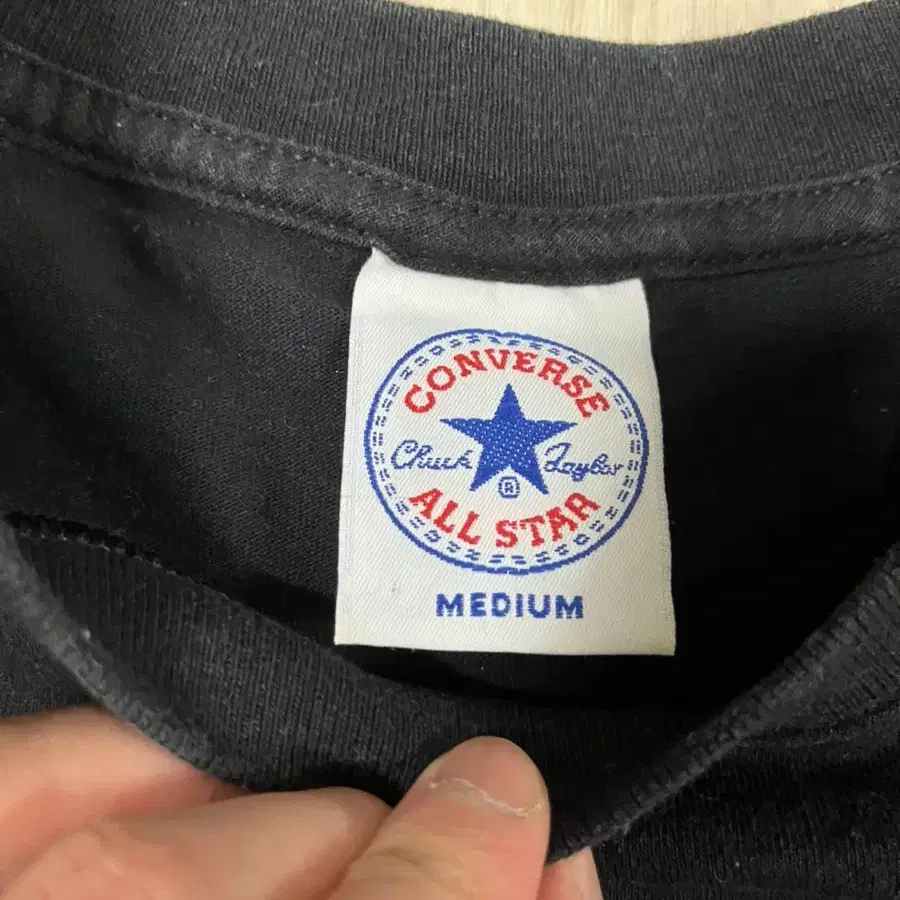 CONVERSE
Chuck Taylor
®
ALL STAR
MEDIUM